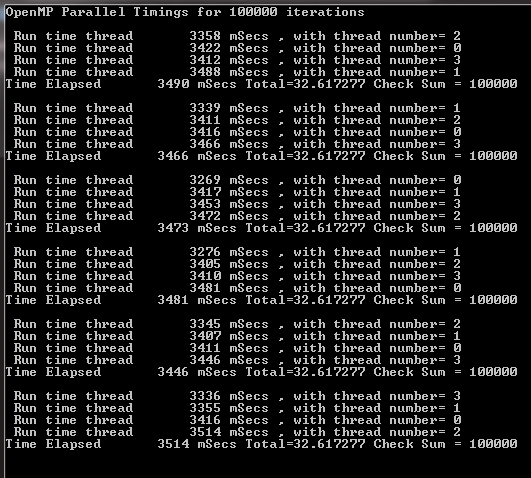 OpenMP Parallel Timings for 100000 iterations
Run time thread 3358 mSecs , with thread number= 2
Run time thread 3422 mSecs , with thread number= 0
Run time thread 3412 mSecs , with thread number= 3
Run time thread 3488 mSecs , with thread number= 1
Time Elapsed 3490 mSecs Total=32.617277 Check Sum = 100000
Run time thread 3339 mSecs , with thread number= 1
Run time thread 3411 mSecs , with thread number= 2
Run time thread 3416 mSecs , with thread number= 0
Run time thread 3466 mSecs , with thread number= 3
Time Elapsed 3466 mSecs Total=32.617277 Check Sum = 100000
Run time thread 3269 mSecs , with thread number= 0
Run time thread 3417 mSecs , with thread number= 1
Run time thread 3453 mSecs , with thread number= 3
Run time thread 3472 mSecs , with thread number= 2
Time Elapsed 3473 mSecs Total=32.617277 Check Sum = 100000
Run time thread 3276 mSecs , with thread number= 1
Run time thread 3405 mSecs , with thread number= 2
Run time thread 3410 mSecs , with thread number= 3
Run time thread 3481 mSecs , with thread number= 0
Time Elapsed 3481 mSecs Total=32.617277 Check Sum = 100000
Run time thread 3345 mSecs , with thread number= 2
Run time thread 3407 mSecs , with thread number= 1
Run time thread 3411 mSecs , with thread number= 0
Run time thread 3446 mSecs , with thread number= 3
Time Elapsed 3446 mSecs Total=32.617277 Check Sum = 100000
Run time thread 3336 mSecs , with thread number= 3
Run time thread 3355 mSecs , with thread number= 1
Run time thread 3416 mSecs , with thread number= 0
Run time thread 3514 mSecs , with thread number= 2
Time Elapsed 3514 mSecs Total=32.617277 Check Sum = 100000